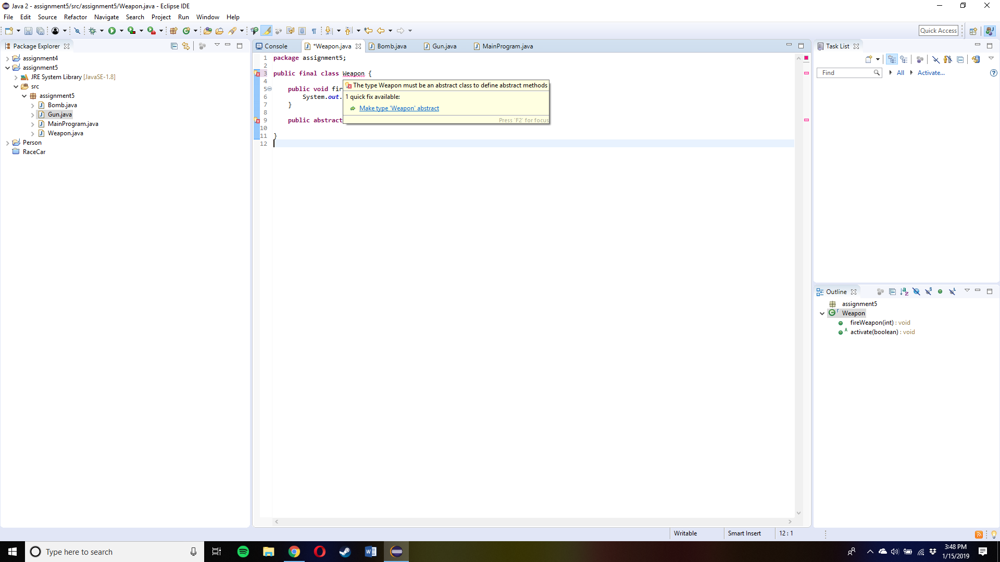 Java 2 - assignment5/src/assignment5/Weapon.java - Eclipse IDE
File Edit Source Refactor Navigate Search Project Run Window Help
Quick Access
Package Explorer
assignment4
assignment5
JRE System Library [JavaSE-1.8]
src
assignment5
Bomb.java
Gun.java
MainProgram.java
Weapon.java
Person
RaceCar
Console *Weapon.java Bomb.java Gun.java MainProgram.java
1 package assignment5;
2
3 public final class Weapon {
4
5 public void fir
6 System.out.
7 }
8
9 public abstract
10
11 }
12
The type Weapon must be an abstract class to define abstract methods
1 quick fix available:
Make type 'Weapon' abstract
Press 'F2' for focus
Task List
Find All Activate...
Outline
assignment5
Weapon
fireWeapon(int) : void
activate(boolean) : void
Writable Smart Insert 12 : 1
Type here to search
3:48 PM
1/15/2019